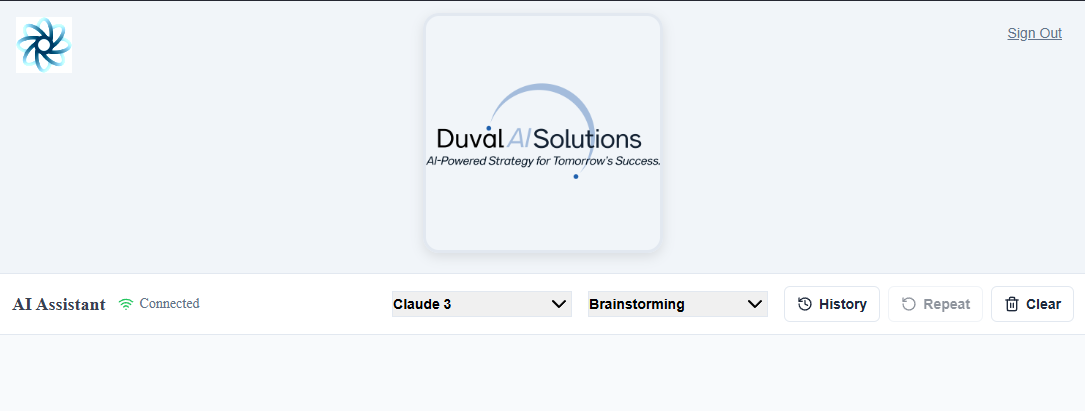 Sign Out
Duval AI Solutions
AI-Powered Strategy for Tomorrow's Success.
AI Assistant Connected Claude 3 Brainstorming History Repeat Clear